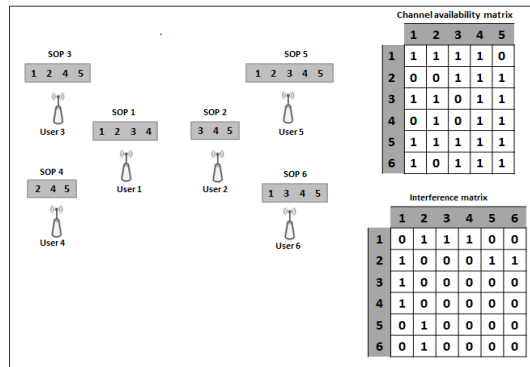 SOP 3
1 2 4 5
User 3
SOP 5
1 2 3 4 5
User 5
SOP 1
1 2 3 4
User 1
SOP 2
3 4 5
User 2
SOP 4
2 4 5
User 4
SOP 6
1 3 4 5
User 6
Channel availability matrix
1 2 3 4 5
1 1 1 1 1 0
2 0 0 1 1 1
3 1 1 0 1 1
4 0 1 0 1 1
5 1 1 1 1 1
6 1 0 1 1 1
Interference matrix
1 2 3 4 5 6
1 0 1 1 1 0 0
2 1 0 0 0 1 1
3 1 0 0 0 0 0
4 1 0 0 0 0 0
5 0 1 0 0 0 0
6 0 1 0 0 0 0